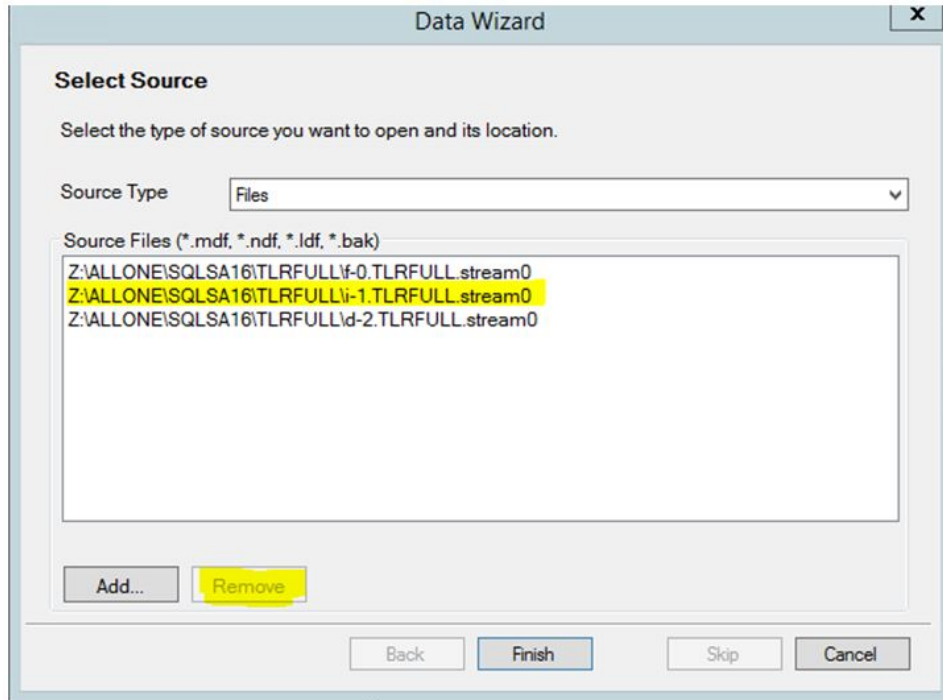 Data Wizard
x
Select Source
Select the type of source you want to open and its location.
Source Type
Files
Source Files (*.mdf, *.ndf, *.ldf, *.bak)
Z:\ALLONE\SQLSA16\TLRFULL\f-0.TLRFULL.stream0
Z:\ALLONE\SQLSA16\TLRFULL\i-1.TLRFULL.stream0
Z:\ALLONE\SQLSA16\TLRFULL\d-2.TLRFULL.stream0
Add... Remove
Back Finish Skip Cancel